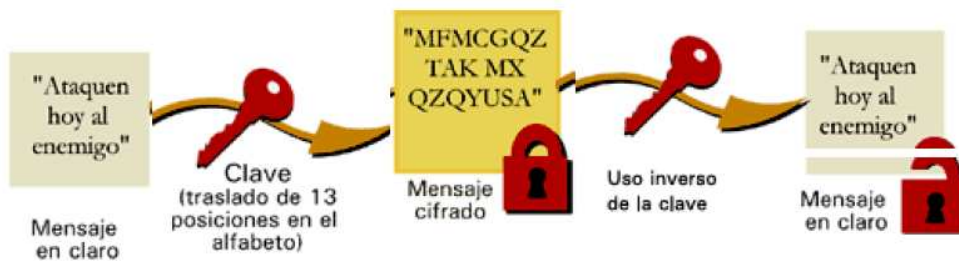 "Ataquen
hoy al
enemigo"
Mensaje
en claro
Clave
(traslado de 13
posiciones en el
alfabeto)
"MFMCGQZ
TAK MX
QZQYUSA"
Mensaje
cifrado
Uso inverso
de la clave
"Ataquen
hoy al
enemigo"
Mensaje
en claro